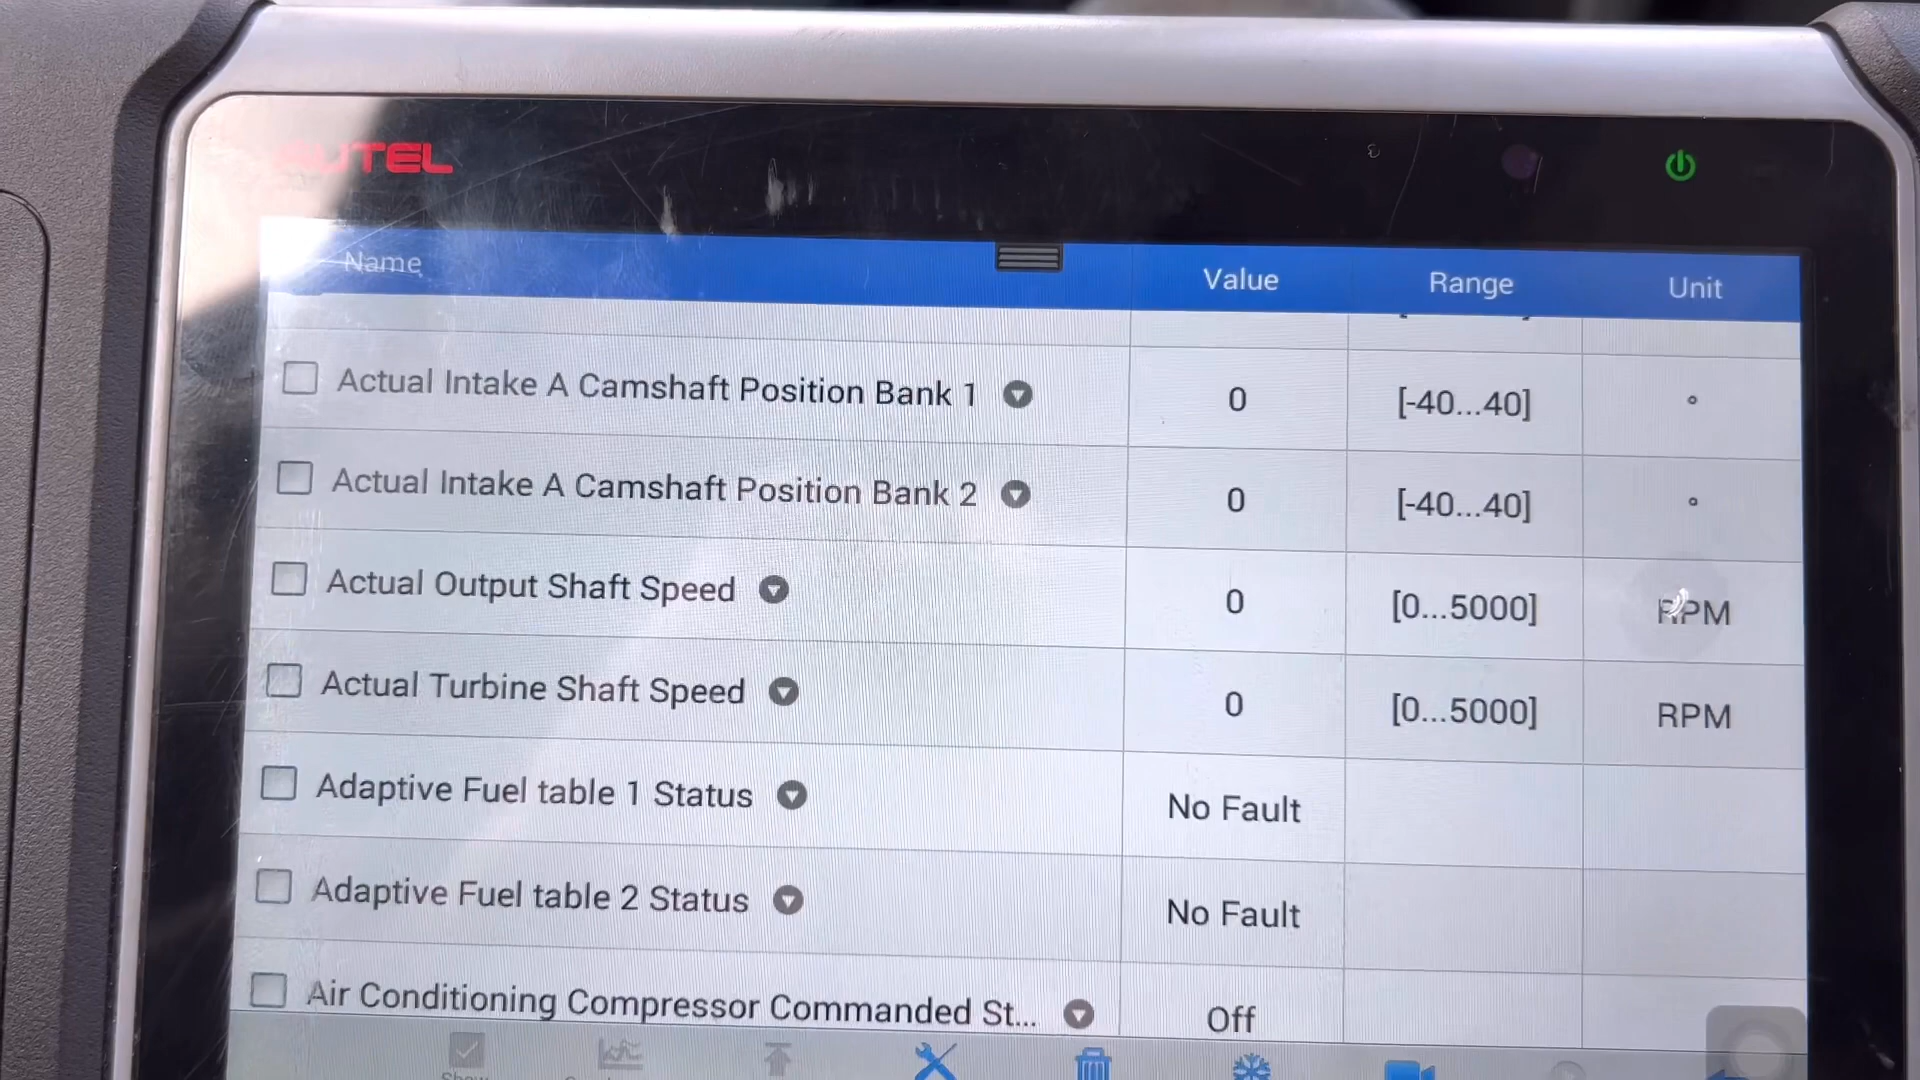 AUTEL
Name Value Range Unit
Actual Intake A Camshaft Position Bank 1 0 [-40...40] °
Actual Intake A Camshaft Position Bank 2 0 [-40...40] °
Actual Output Shaft Speed 0 [0...5000] RPM
Actual Turbine Shaft Speed 0 [0...5000] RPM
Adaptive Fuel table 1 Status No Fault
Adaptive Fuel table 2 Status No Fault
Air Conditioning Compressor Commanded St... Off